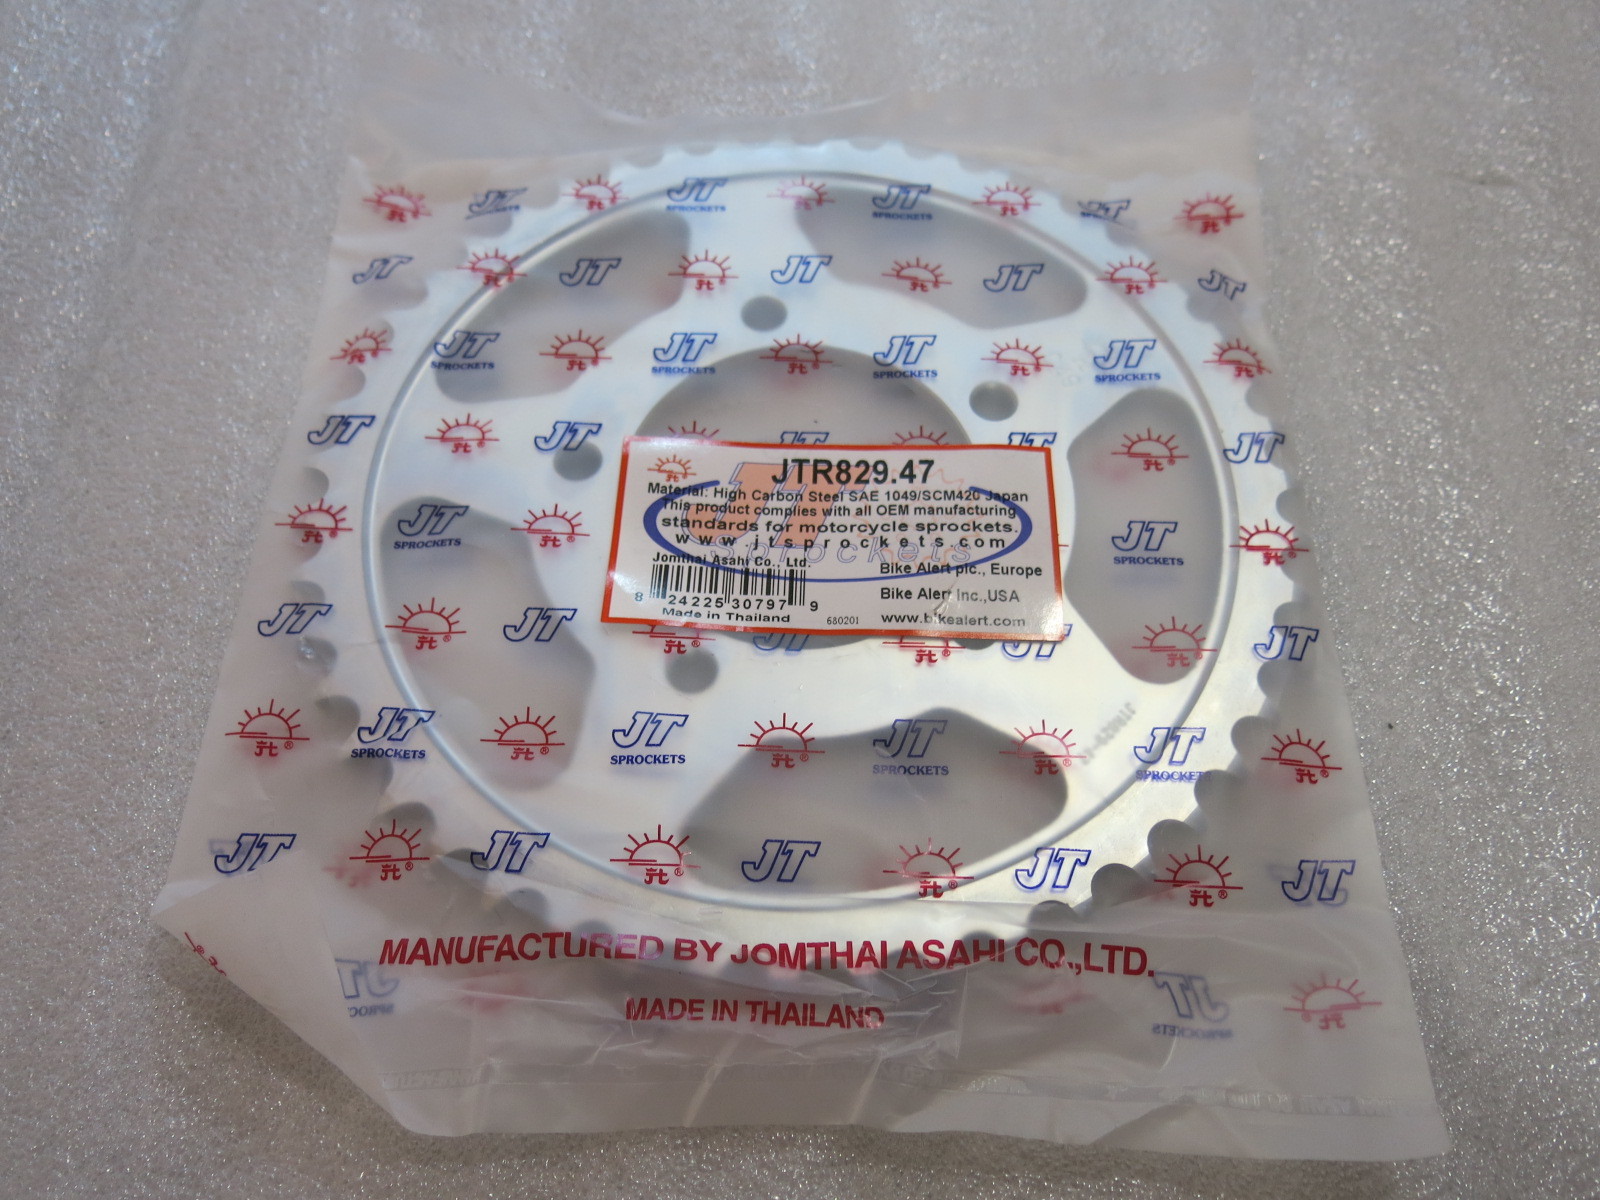 JT SPROCKETS
JTR829.47
Material: High Carbon Steel SAE 1049/SCM420 Japan
This product complies with all OEM manufacturing
standards for motorcycle sprockets.
www.jtsprockets.com
Sprockets
Jomthai Asahi Co., Ltd.
Bike Alert plc., Europe
8 24225 30797 9
Bike Alert Inc.,USA
Made in Thailand
680201
www.bikealert.com
MANUFACTURED BY JOMTHAI ASAHI CO.,LTD.
MADE IN THAILAND